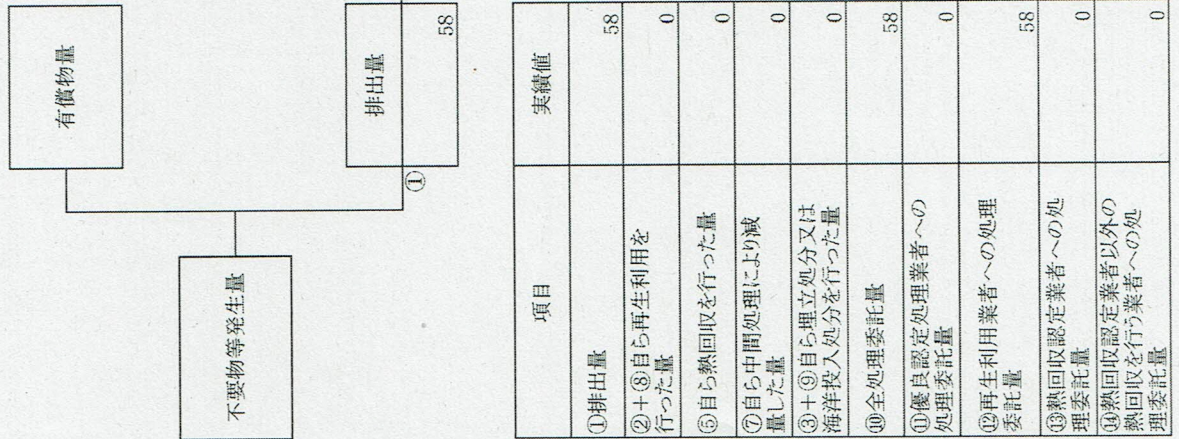 有償物量
不要物等発生量
排出量
①
58
項目
実績値
①排出量
58
②+⑧自ら再生利用を
行った量
0
⑤自ら熱回収を行った量
0
⑦自ら中間処理により減
量した量
0
③+⑨自ら埋立処分又は
海洋投入処分を行った量
0
⑩全処理委託量
58
⑪優良認定処理業者への
処理委託量
0
⑫再生利用業者への処理
委託量
58
⑬熱回収認定業者への処
理委託量
0
⑭熱回収認定業者以外の
熱回収を行う業者への処
理委託量
0